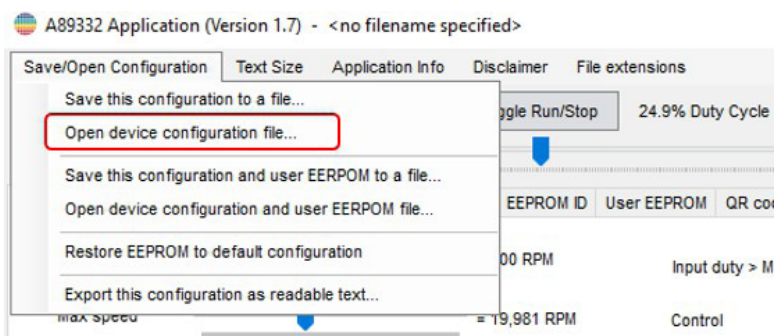 A89332 Application (Version 1.7) - <no filename specified>
Save/Open Configuration Text Size Application Info Disclaimer File extensions
Save this configuration to a file...
Open device configuration file...
ggle Run/Stop 24.9% Duty Cycle
Save this configuration and user EERPOM to a file...
Open device configuration and user EERPOM file...
EEPROM ID User EEPROM QR cod
Restore EEPROM to default configuration
00 RPM
Input duty > M
Export this configuration as readable text...
Max speed = 19,981 RPM Control